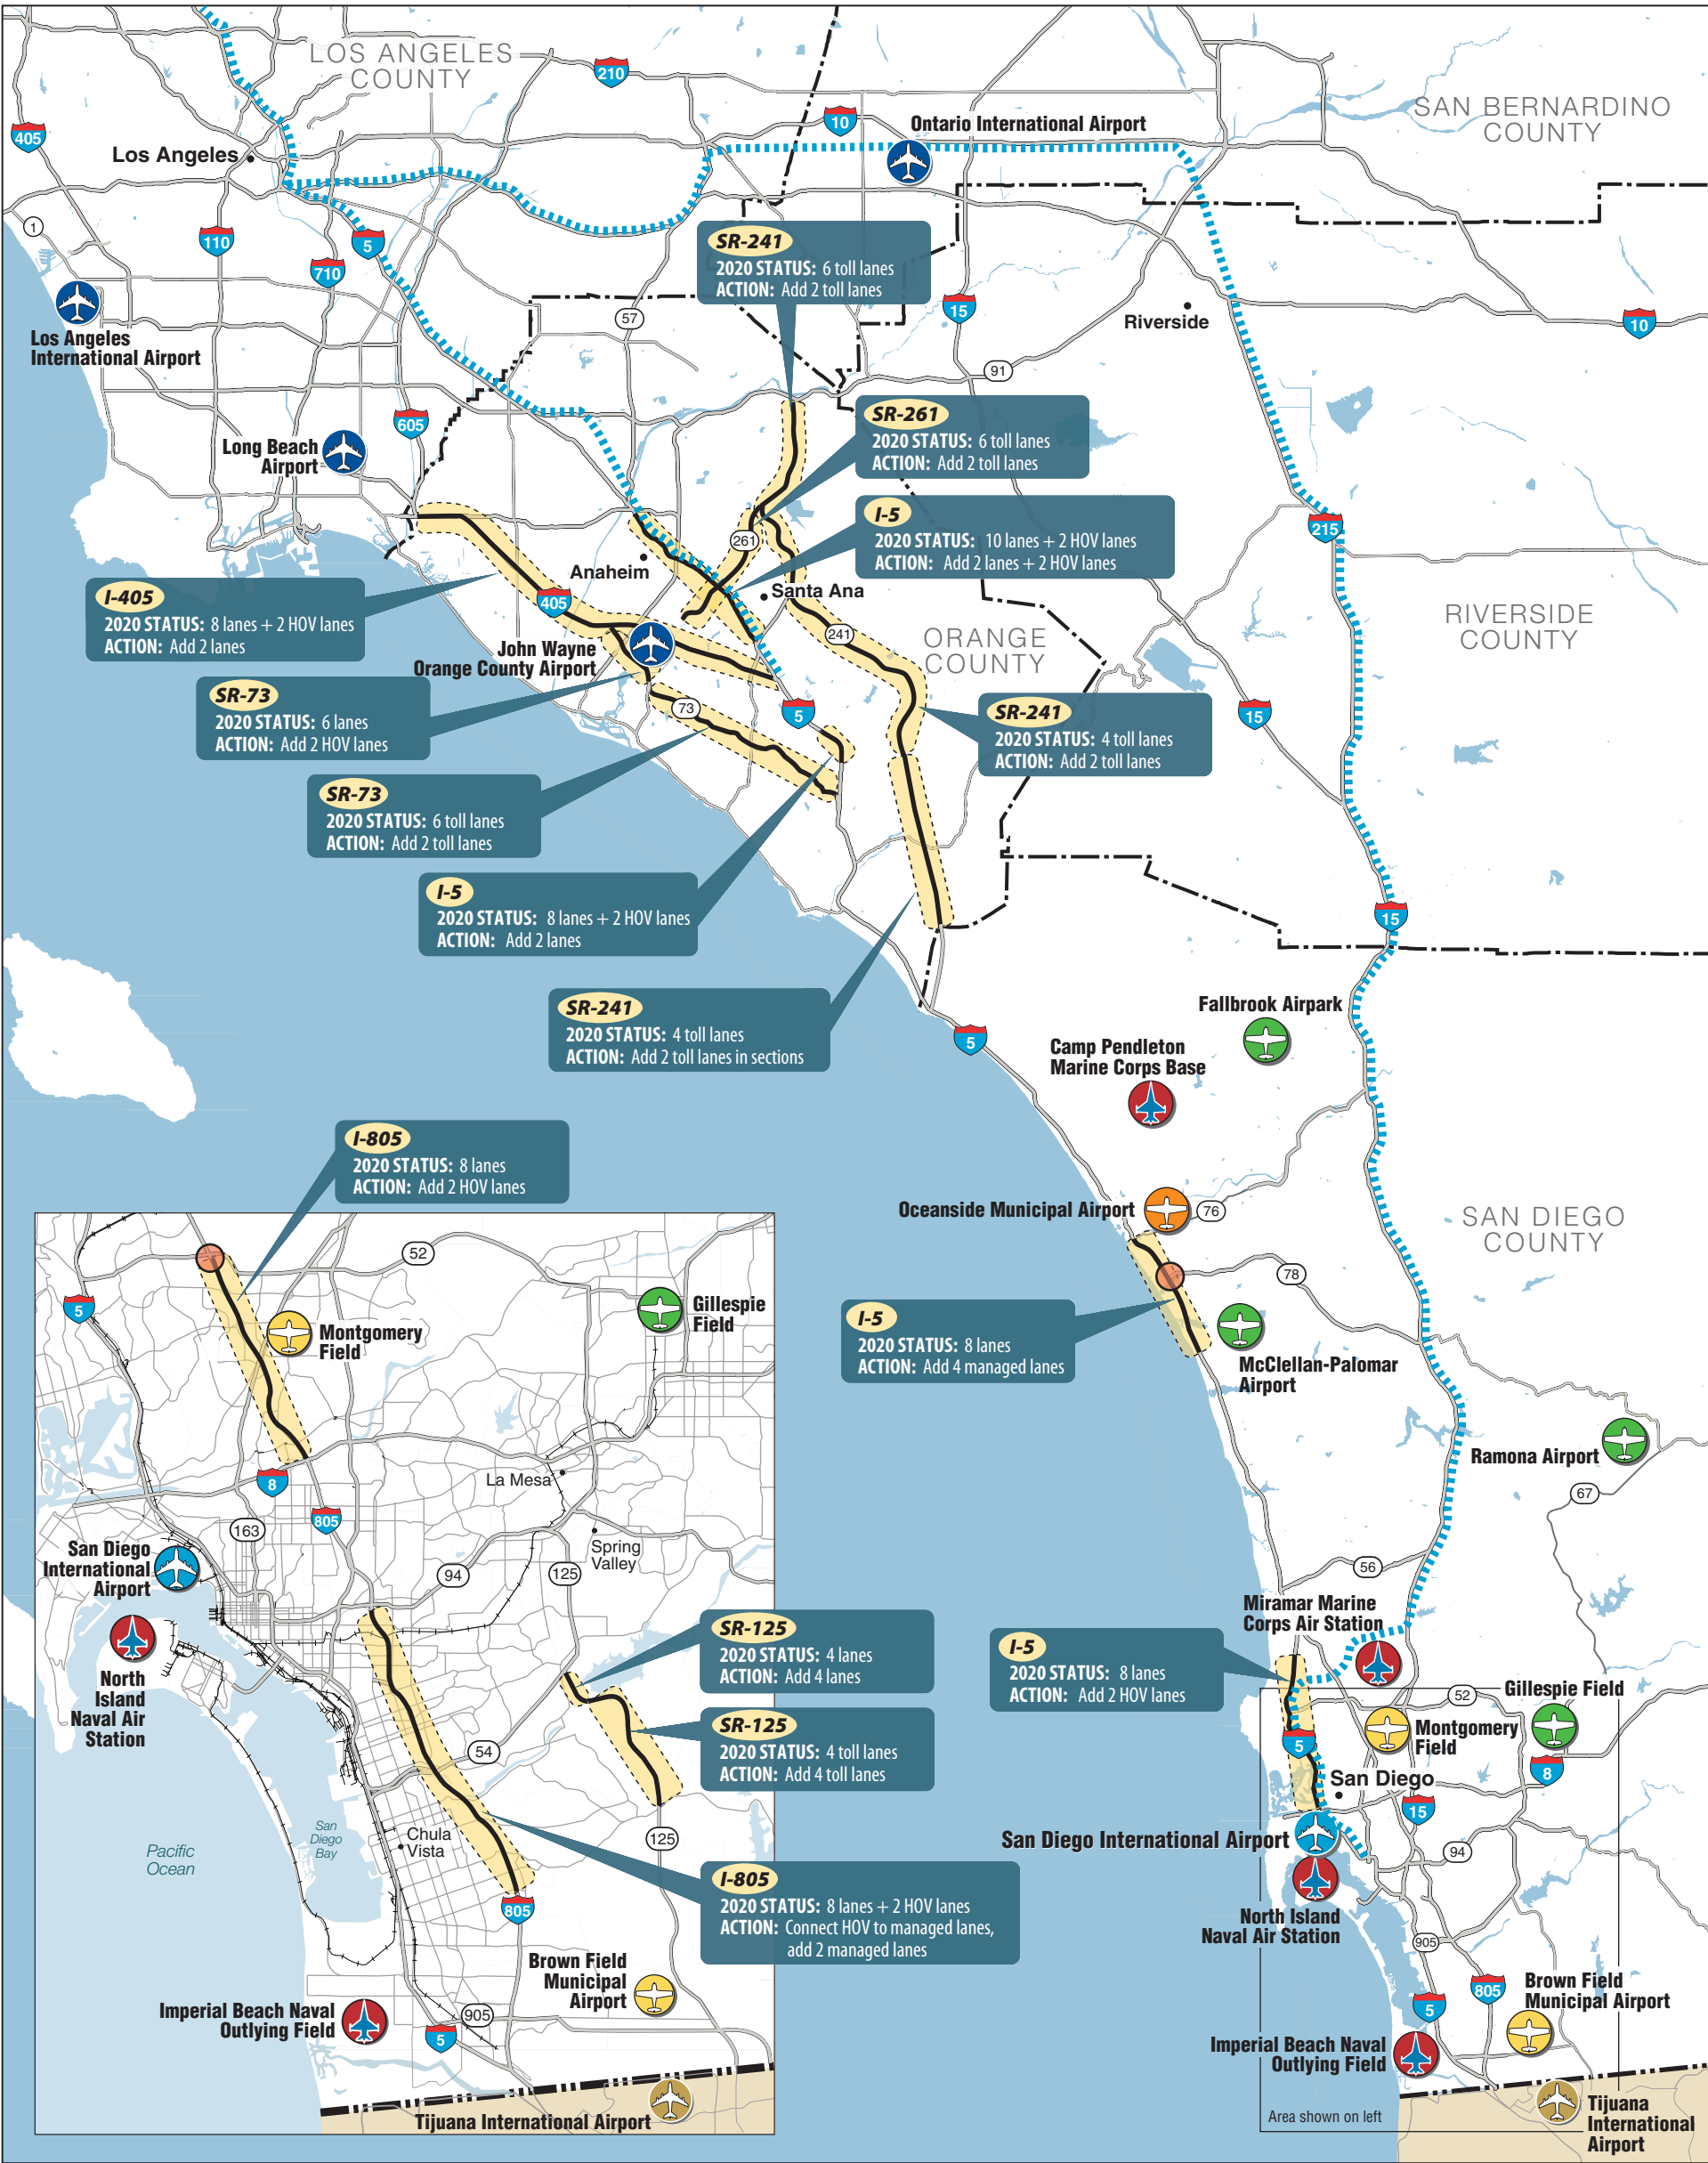 LOS ANGELES
COUNTY
210
405
10
Ontario International Airport
SAN BERNARDINO
COUNTY
Los Angeles
1
110
5
710
SR-241
2020 STATUS: 6 toll lanes
ACTION: Add 2 toll lanes
Los Angeles
International Airport
57
15
Riverside
10
91
605
SR-261
2020 STATUS: 6 toll lanes
ACTION: Add 2 toll lanes
Long Beach
Airport
I-5
2020 STATUS: 10 lanes + 2 HOV lanes
ACTION: Add 2 lanes + 2 HOV lanes
215
261
Anaheim
Santa Ana
I-405
2020 STATUS: 8 lanes + 2 HOV lanes
ACTION: Add 2 lanes
405
241
ORANGE
COUNTY
RIVERSIDE
COUNTY
John Wayne
Orange County Airport
SR-73
2020 STATUS: 6 lanes
ACTION: Add 2 HOV lanes
73
5
SR-241
2020 STATUS: 4 toll lanes
ACTION: Add 2 toll lanes
15
SR-73
2020 STATUS: 6 toll lanes
ACTION: Add 2 toll lanes
I-5
2020 STATUS: 8 lanes + 2 HOV lanes
ACTION: Add 2 lanes
15
SR-241
2020 STATUS: 4 toll lanes
ACTION: Add 2 toll lanes in sections
5
Fallbrook Airpark
Camp Pendleton
Marine Corps Base
I-805
2020 STATUS: 8 lanes
ACTION: Add 2 HOV lanes
Oceanside Municipal Airport
76
SAN DIEGO
COUNTY
78
I-5
2020 STATUS: 8 lanes
ACTION: Add 4 managed lanes
McClellan-Palomar
Airport
Ramona Airport
67
56
Miramar Marine
Corps Air Station
I-5
2020 STATUS: 8 lanes
ACTION: Add 2 HOV lanes
52
Gillespie Field
Montgomery
Field
5
8
San Diego
15
San Diego International Airport
94
North Island
Naval Air Station
905
805
5
Brown Field
Municipal Airport
Imperial Beach Naval
Outlying Field
Area shown on left
Tijuana
International
Airport
52
5
Gillespie
Field
Montgomery
Field
La Mesa
8
805
163
San Diego
International
Airport
Spring
Valley
94
125
North
Island
Naval Air
Station
SR-125
2020 STATUS: 4 lanes
ACTION: Add 4 lanes
SR-125
2020 STATUS: 4 toll lanes
ACTION: Add 4 toll lanes
54
San
Diego
Bay
Chula
Vista
Pacific
Ocean
125
I-805
2020 STATUS: 8 lanes + 2 HOV lanes
ACTION: Connect HOV to managed lanes,
add 2 managed lanes
805
Brown Field
Municipal
Airport
Imperial Beach Naval
Outlying Field
905
5
Tijuana International Airport